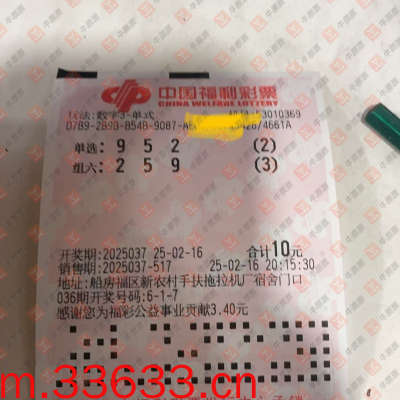 中国福利彩票
CHINA WELFARE LOTTERY
玩法:数字3-单式
D7B9-2B9B-B54B-9087- /4661A
单选: 9 5 2 (2)
组六: 2 5 9 (3)
开奖期:2025037 25-02-16 合计10元
销售期:2025037-517 25-02-16 20:15:30
地址:船房福区新农村手扶拖拉机厂宿舍门口
036期开奖号码:6-1-7
感谢您为福彩公益事业贡献3.40元
m.33633.cn